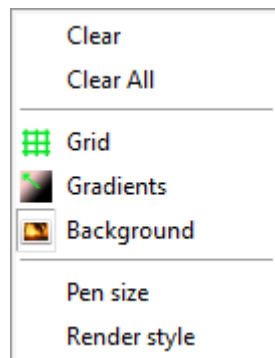 Clear
Clear All
Grid
Gradients
Background
Pen size
Render style